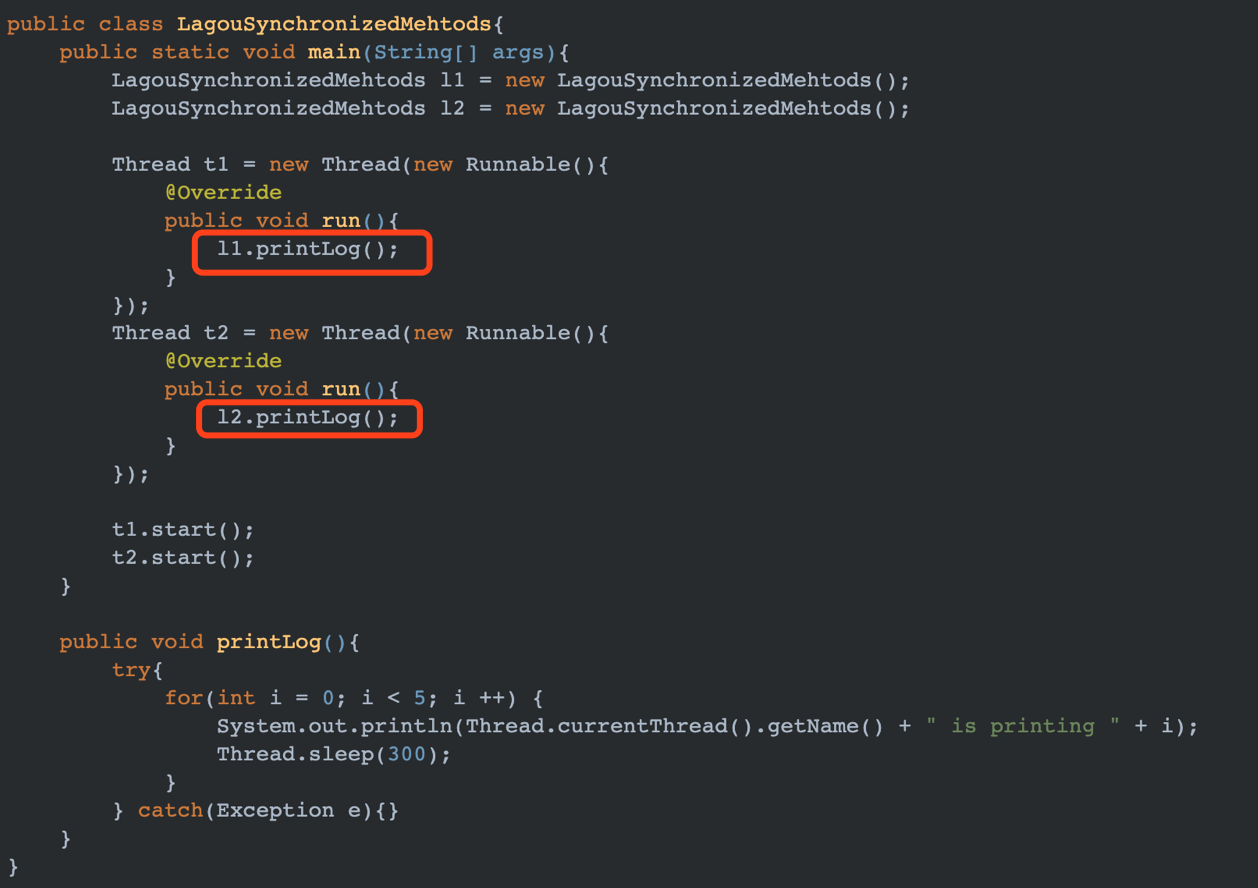 public class LagouSynchronizedMehtods{
    public static void main(String[] args){
        LagouSynchronizedMehtods l1 = new LagouSynchronizedMehtods();
        LagouSynchronizedMehtods l2 = new LagouSynchronizedMehtods();

        Thread t1 = new Thread(new Runnable(){
            @Override
            public void run(){
                l1.printLog();
            }
        });
        Thread t2 = new Thread(new Runnable(){
            @Override
            public void run(){
                l2.printLog();
            }
        });

        t1.start();
        t2.start();
    }

    public void printLog(){
        try{
            for(int i = 0; i < 5; i ++) {
                System.out.println(Thread.currentThread().getName() + " is printing " + i);
                Thread.sleep(300);
            }
        } catch(Exception e){}
    }
}